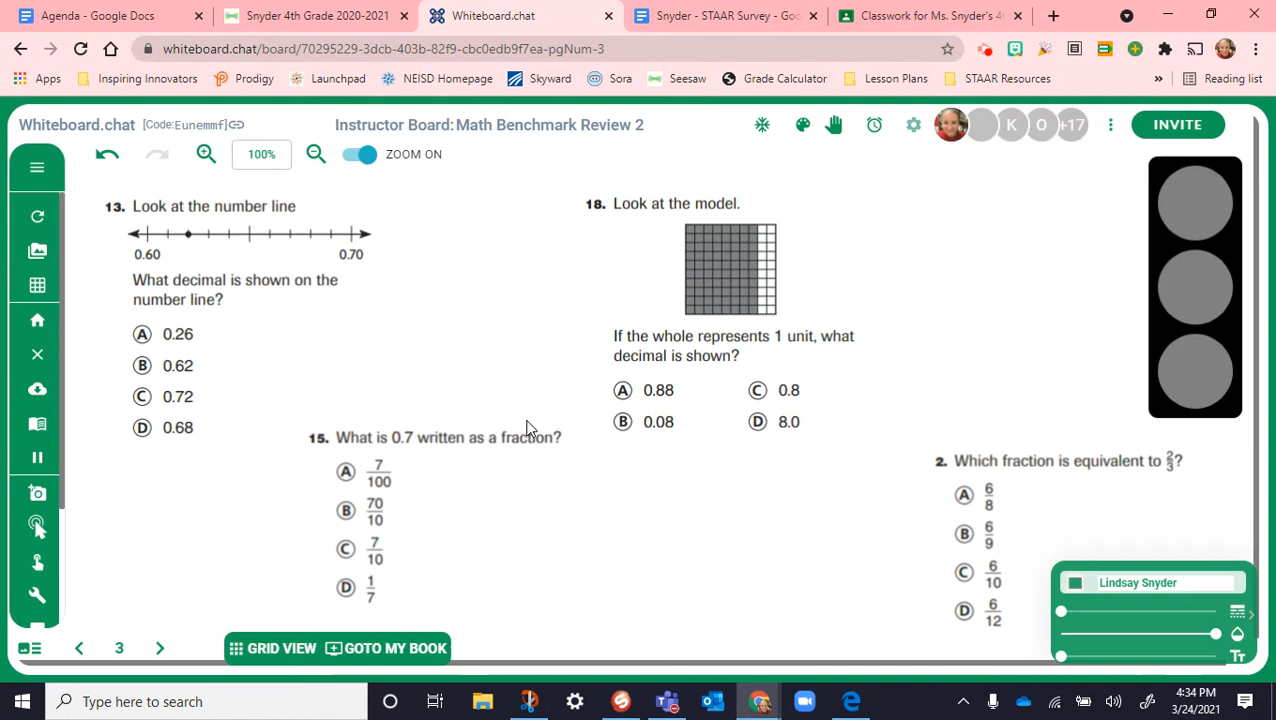 Agenda - Google Docs
Snyder 4th Grade 2020-2021
Whiteboard.chat
Snyder - STAAR Survey - Goo
Classwork for Ms. Snyder's 4t
whiteboard.chat/board/70295229-3dcb-403b-82f9-cbc0edb9f7ea-pgNum-3
Apps
Inspiring Innovators
Prodigy
Launchpad
NEISD Homepage
Skyward
Sora
Seesaw
Grade Calculator
Lesson Plans
STAAR Resources
»
Reading list
Whiteboard.chat
[Code:Eunemmf]
Instructor Board: Math Benchmark Review 2
K
O
+17
INVITE
100%
ZOOM ON
13. Look at the number line
0.60 0.70
What decimal is shown on the
number line?
A 0.26
B 0.62
C 0.72
D 0.68
15. What is 0.7 written as a fraction?
A 7/100
B 70/10
C 7/10
D 1/7
18. Look at the model.
If the whole represents 1 unit, what
decimal is shown?
A 0.88 C 0.8
B 0.08 D 8.0
2. Which fraction is equivalent to 2/3?
A 6/8
B 6/9
C 6/10
D 6/12
Lindsay Snyder
Tт
3
GRID VIEW
GOTO MY BOOK
Type here to search
4:34 PM
3/24/2021